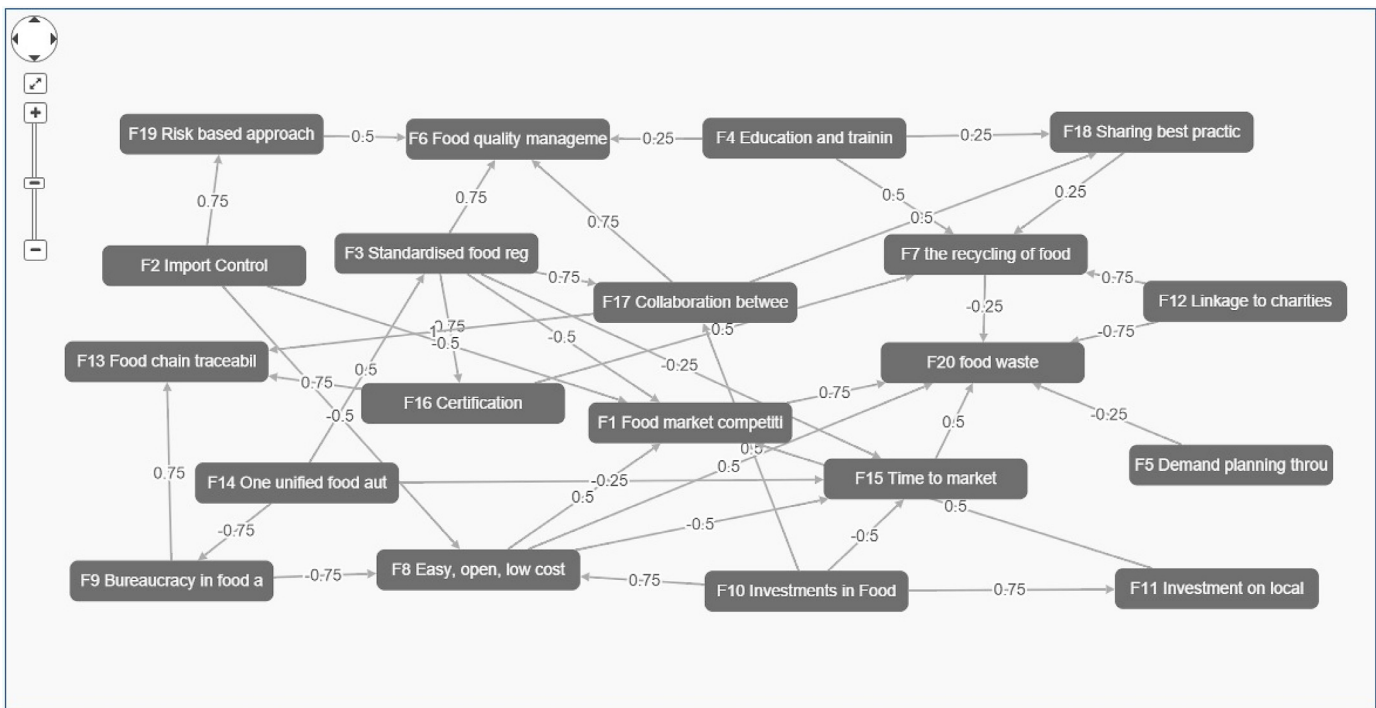 F19 Risk based approach
0.5
F6 Food quality manageme
0.25
F4 Education and trainin
0.25
F18 Sharing best practic
0.75
0.75
0.75
0.5
0.5
0.25
F2 Import Control
F3 Standardised food reg
0.75
F17 Collaboration betwee
F7 the recycling of food
0.75
F12 Linkage to charities
-0.25
1
0.75
-0.5
-0.5
0.5
-0.75
F13 Food chain traceabil
0.75
0.5
-0.25
F20 food waste
F16 Certification
-0.5
F1 Food market competiti
0.75
0.5
-0.25
0.5
0.5
F5 Demand planning throu
0.75
F14 One unified food aut
-0.25
F15 Time to market
0.5
0.5
-0.75
-0.5
-0.5
F9 Bureaucracy in food a
-0.75
F8 Easy, open, low cost
0.75
F10 Investments in Food
0.75
F11 Investment on local